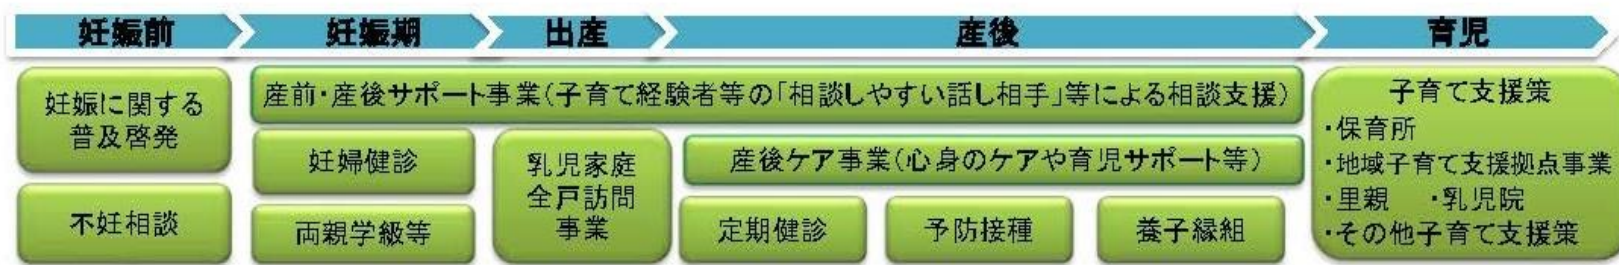 妊娠前
妊娠期
出産
産後
育児
妊娠に関する
普及啓発
不妊相談
産前・産後サポート事業(子育て経験者等の「相談しやすい話し相手」等による相談支援)
妊婦健診
両親学級等
乳児家庭
全戸訪問
事業
産後ケア事業(心身のケアや育児サポート等)
定期健診
予防接種
養子縁組
子育て支援策
・保育所
・地域子育て支援拠点事業
・里親 ・乳児院
・その他子育て支援策